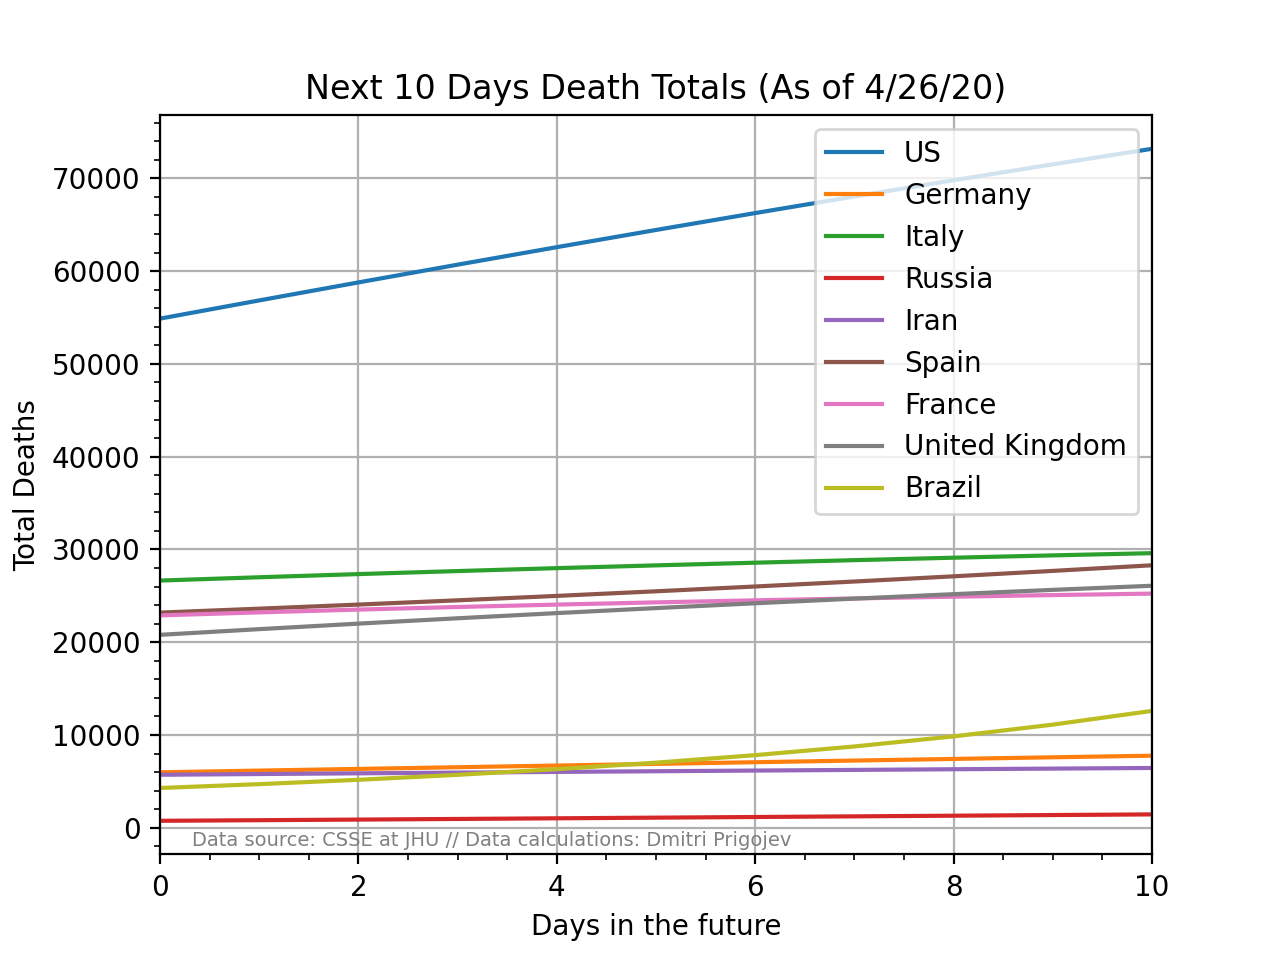 Next 10 Days Death Totals (As of 4/26/20)
70000
60000
50000
40000
30000
20000
10000
0
Total Deaths
US
Germany
Italy
Russia
Iran
Spain
France
United Kingdom
Brazil
Data source: CSSE at JHU // Data calculations: Dmitri Prigojev
0 2 4 6 8 10
Days in the future